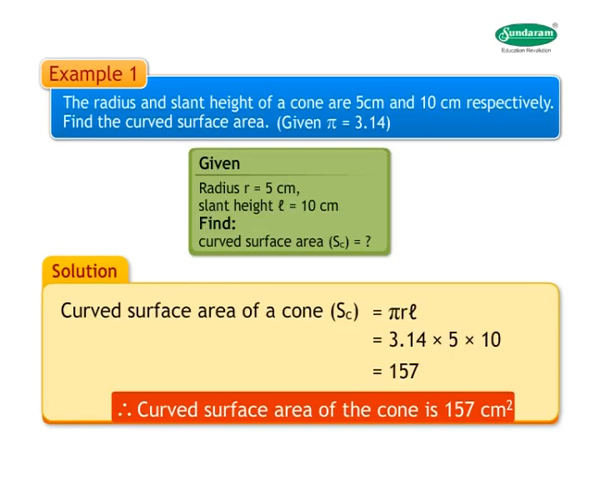 Sundaram®
Education Revolution
Example 1
The radius and slant height of a cone are 5cm and 10 cm respectively.
Find the curved surface area. (Given π = 3.14)
Given
Radius r = 5 cm,
slant height ℓ = 10 cm
Find:
curved surface area (Sc) = ?
Solution
Curved surface area of a cone (Sc) = πrℓ
= 3.14 × 5 × 10
= 157
∴ Curved surface area of the cone is 157 cm²